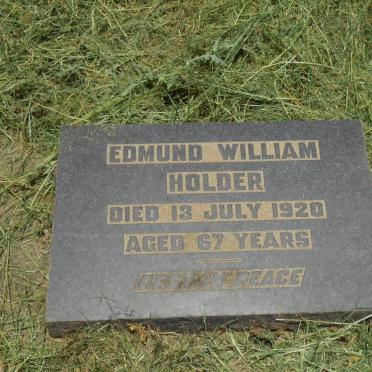 EDMUND WILLIAM
HOLDER
DIED 13 JULY 1920
AGED 67 YEARS